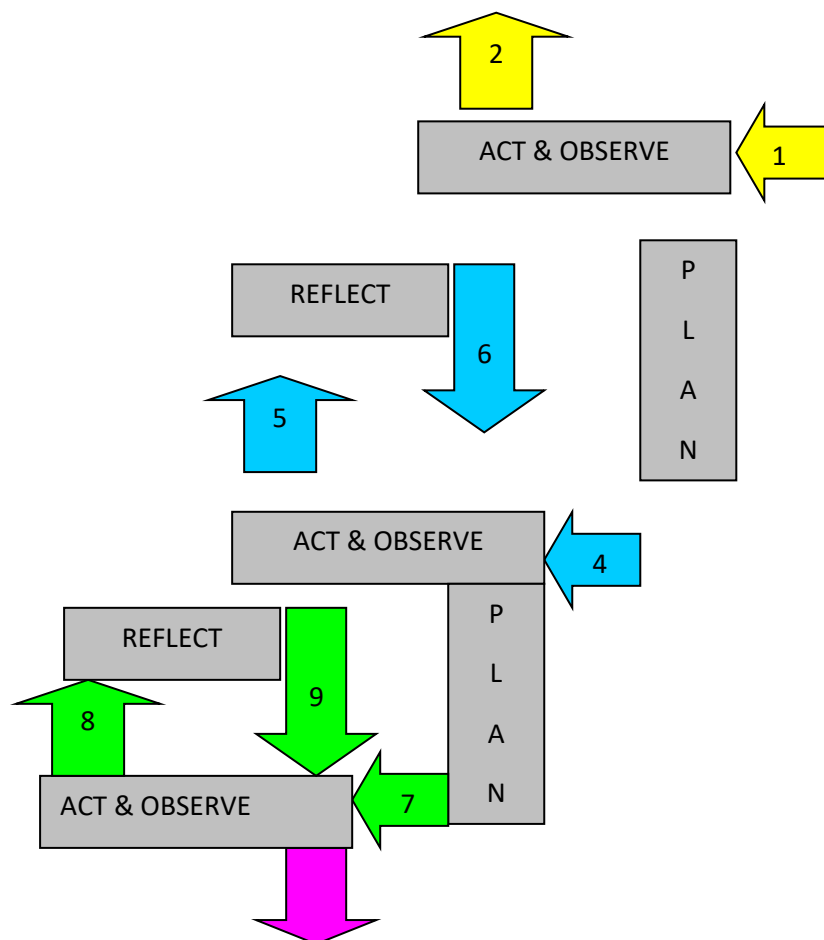 2
ACT & OBSERVE
1
REFLECT
6
P
L
A
N
5
ACT & OBSERVE
4
REFLECT
9
P
L
A
N
8
ACT & OBSERVE
7